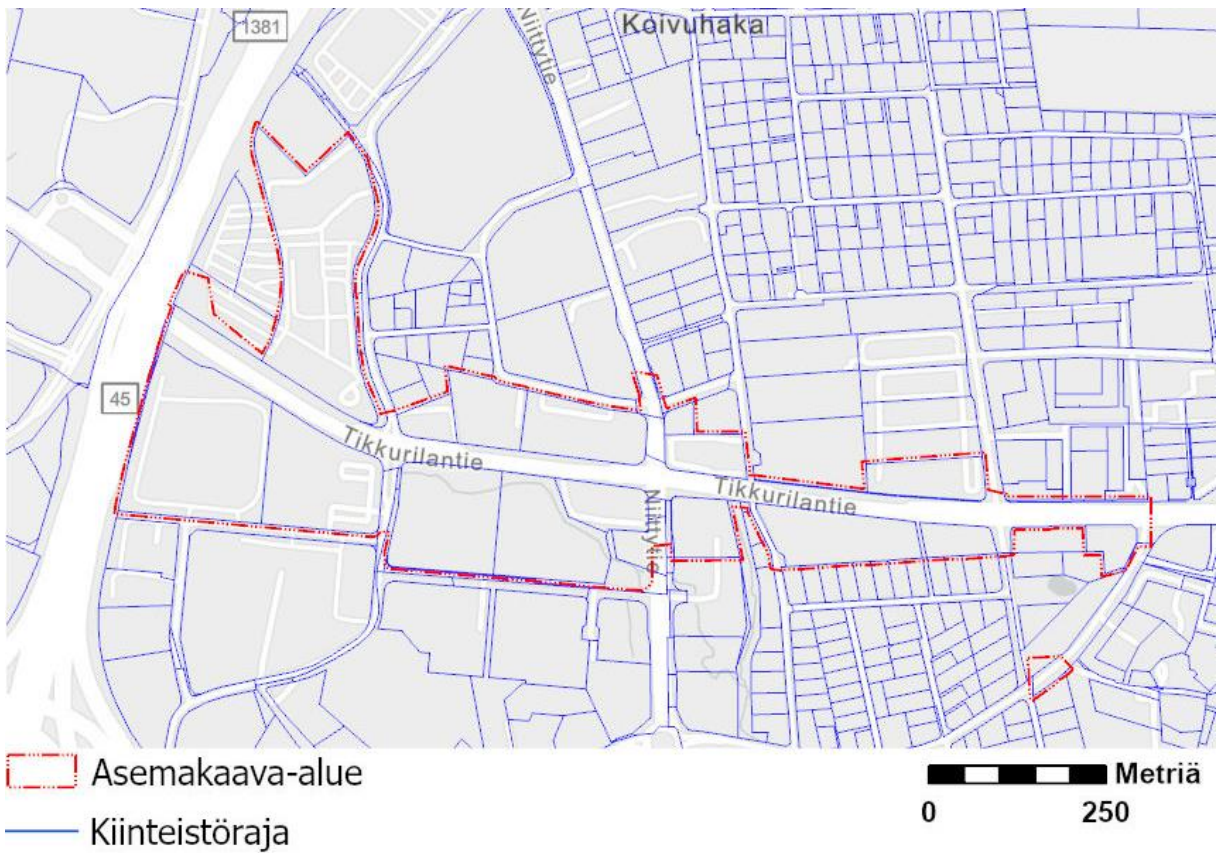 1381
Niittytie
Koivuhaka
45
Tikkurilantie
Tikkurilantie
Niittytie
Asemakaava-alue
Kiinteistöraja
Metriä
0 250